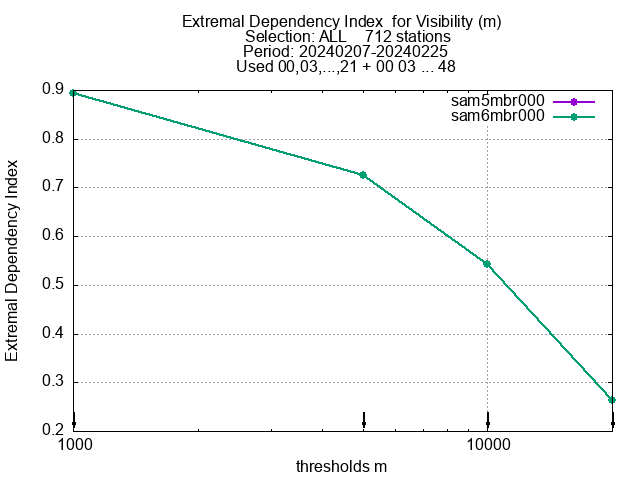 Extremal Dependency Index  for Visibility (m)
Selection: ALL    712 stations
Period: 20240207-20240225
Used 00,03,...,21 + 00 03 ... 48
sam5mbr000
sam6mbr000
Extremal Dependency Index
0.9
0.8
0.7
0.6
0.5
0.4
0.3
0.2
1000
10000
thresholds m